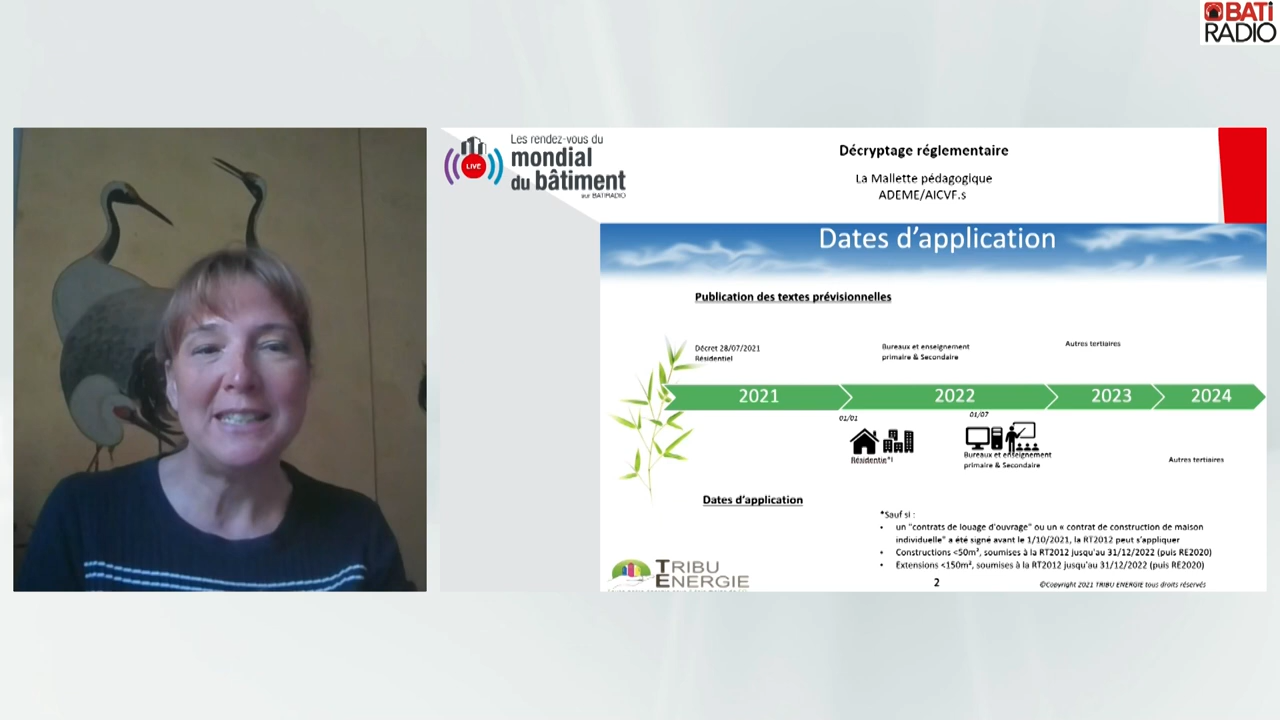 BATI
RADIO
LIVE
Les rendez-vous du
mondial
du bâtiment
sur BATIRADIO
Décryptage réglementaire
La Mallette pédagogique
ADEME/AICVF.s
Dates d'application
Publication des textes prévisionnelles
Décret 28/07/2021
Résidentiel
Bureaux et enseignement
primaire & Secondaire
Autres tertiaires
2021
2022
2023
2024
01/01
01/07
Résidentie*l
Bureaux et enseignement
primaire & Secondaire
Autres tertiaires
Dates d'application
*Sauf si :
• un "contrats de louage d'ouvrage" ou un « contrat de construction de maison
individuelle" a été signé avant le 1/10/2021, la RT2012 peut s'appliquer
• Constructions <50m², soumises à la RT2012 jusqu'au 31/12/2022 (puis RE2020)
• Extensions <150m², soumises à la RT2012 jusqu'au 31/12/2022 (puis RE2020)
TRIBU
ENERGIE
2
©Copyright 2021 TRIBU ENERGIE tous droits réservés